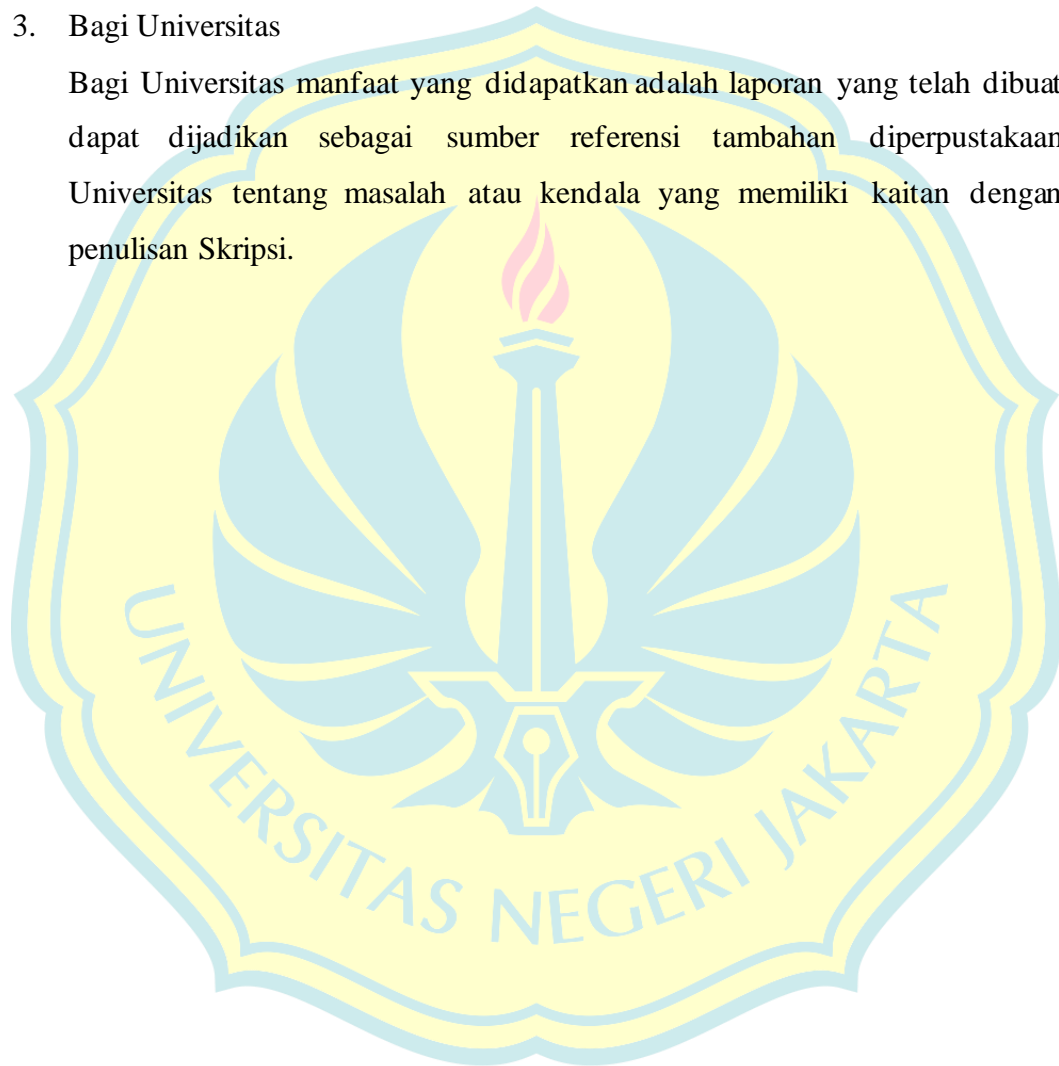 3. Bagi Universitas
Bagi Universitas manfaat yang didapatkan adalah laporan yang telah dibuat
dapat dijadikan sebagai sumber referensi tambahan diperpustakaan
Universitas tentang masalah atau kendala yang memiliki kaitan dengan
penulisan Skripsi.
UNIVERSITAS NEGERI JAKARTA